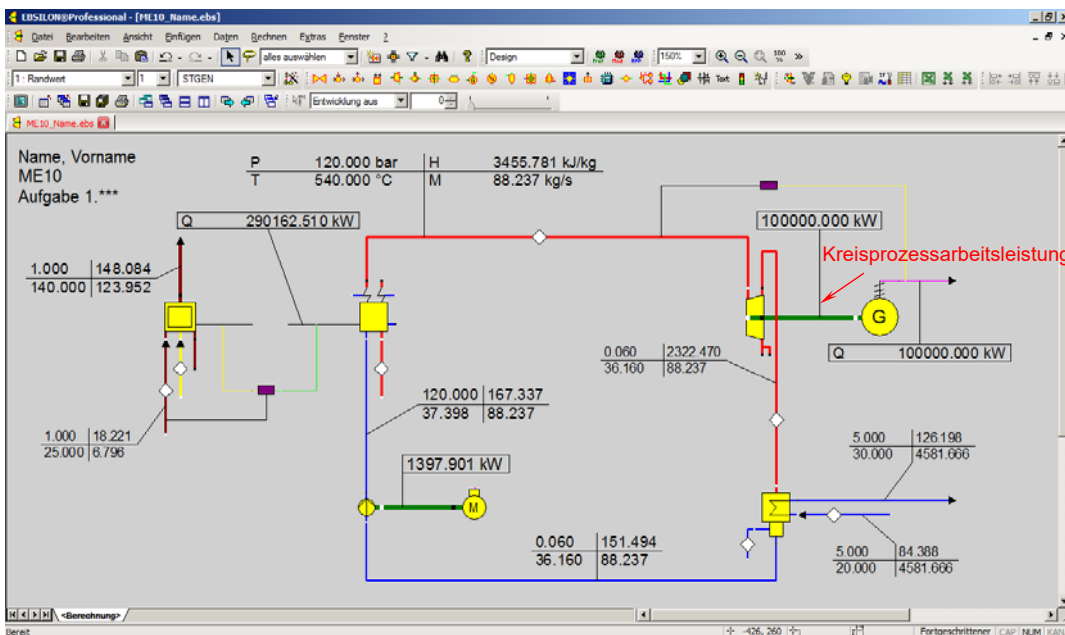 EBSILON®Professional - [ME10_Name.ebs]
Datei Bearbeiten Ansicht Einfügen Daten Rechnen Extras Fenster ?
alles auswählen Design 150%
1: Randwert 1 STGEN Text
Entwicklung aus 0
ME10_Name.ebs
Name, Vorname
ME10
Aufgabe 1.***
P 120.000 bar H 3455.781 kJ/kg
T 540.000 °C M 88.237 kg/s
Q 290162.510 kW
100000.000 kW
Kreisprozessarbeitsleistung
1.000 148.084
140.000 123.952
G
Q 100000.000 kW
0.060 2322.470
36.160 88.237
120.000 167.337
37.398 88.237
1.000 18.221
25.000 6.796
5.000 126.198
30.000 4581.666
1397.901 kW
M
0.060 151.494
36.160 88.237
5.000 84.388
20.000 4581.666
<Berechnung>
Bereit -426, 260 Fortgeschrittener CAP NUM KAN